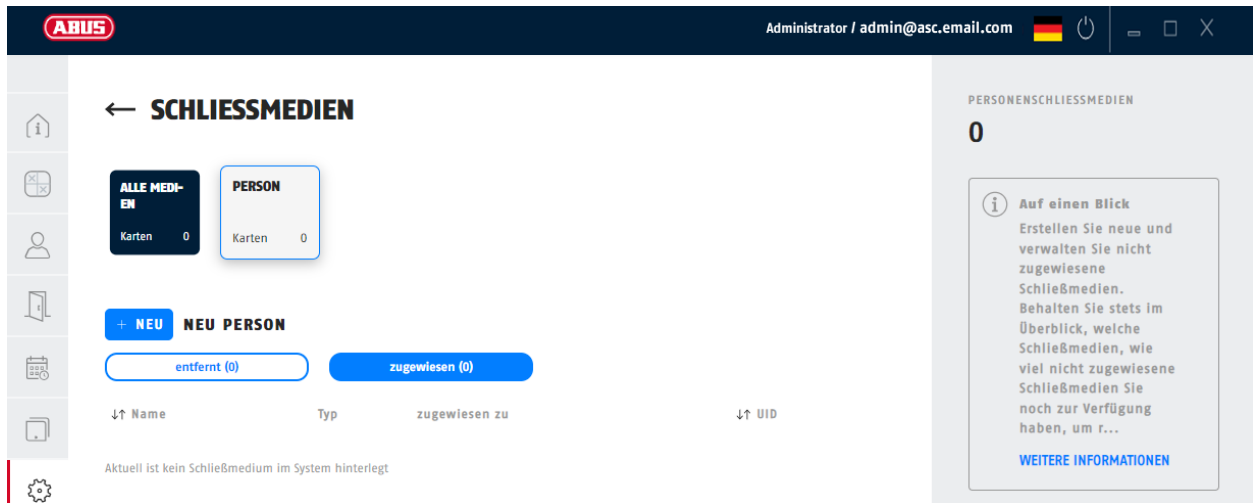 ABUS
Administrator / admin@asc.email.com
← SCHLIESSMEDIEN
ALLE MEDI-
EN
Karten 0
PERSON
Karten 0
+ NEU NEU PERSON
entfernt (0) zugewiesen (0)
↓↑ Name Typ zugewiesen zu ↓↑ UID
Aktuell ist kein Schließmedium im System hinterlegt
PERSONENSCHLIESSMEDIEN
0
Auf einen Blick
Erstellen Sie neue und
verwalten Sie nicht
zugewiesene
Schließmedien.
Behalten Sie stets im
Überblick, welche
Schließmedien, wie
viel nicht zugewiesene
Schließmedien Sie
noch zur Verfügung
haben, um r...
WEITERE INFORMATIONEN